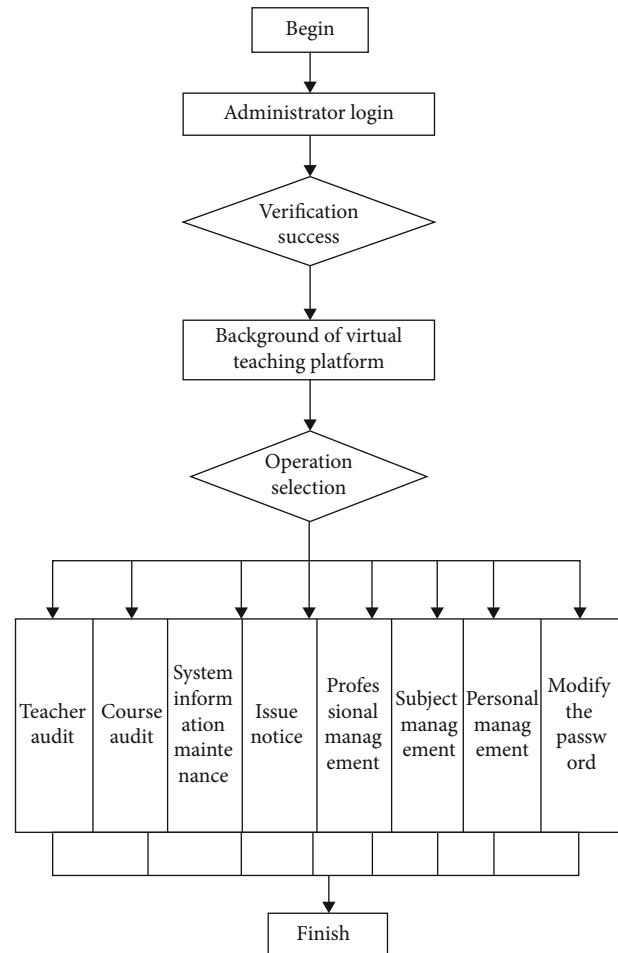 Begin
Administrator login
Verification
success
Background of virtual
teaching platform
Operation
selection
Teacher
audit
Course
audit
System
inform
ation
mainte
nance
Issue
notice
Profes
sional
manag
ement
Subject
manag
ement
Personal
manag
ement
Modify
the
passw
ord
Finish